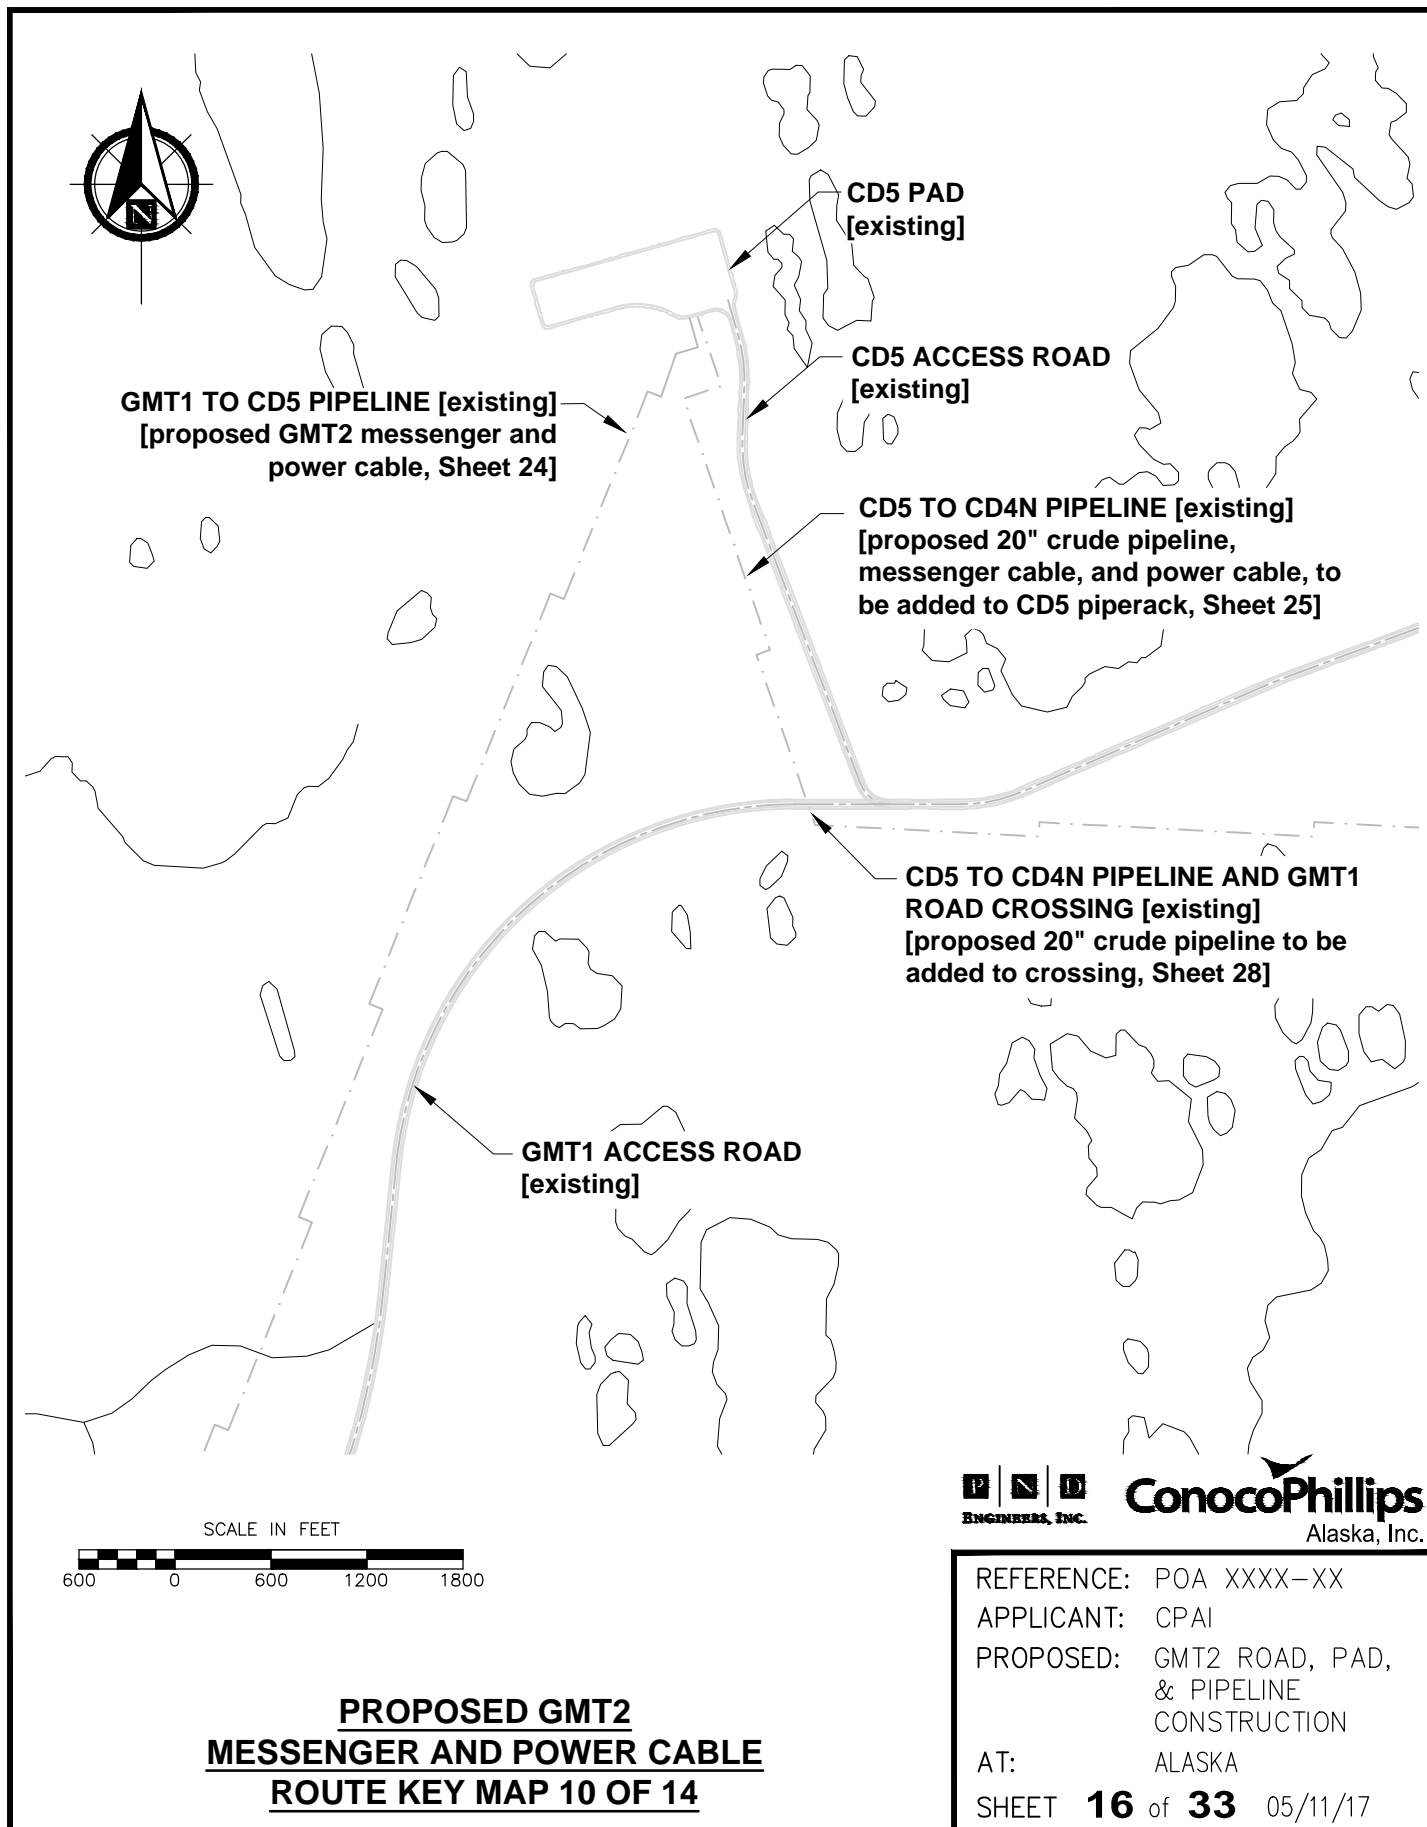 N
CD5 PAD
[existing]
CD5 ACCESS ROAD
[existing]
GMT1 TO CD5 PIPELINE [existing]
[proposed GMT2 messenger and
power cable, Sheet 24]
CD5 TO CD4N PIPELINE [existing]
[proposed 20" crude pipeline,
messenger cable, and power cable, to
be added to CD5 piperack, Sheet 25]
CD5 TO CD4N PIPELINE AND GMT1
ROAD CROSSING [existing]
[proposed 20" crude pipeline to be
added to crossing, Sheet 28]
GMT1 ACCESS ROAD
[existing]
P N D
ENGINEERS, INC.
ConocoPhillips
Alaska, Inc.
SCALE IN FEET
600 0 600 1200 1800
PROPOSED GMT2
MESSENGER AND POWER CABLE
ROUTE KEY MAP 10 OF 14
REFERENCE: POA XXXX-XX
APPLICANT: CPAI
PROPOSED: GMT2 ROAD, PAD,
& PIPELINE
CONSTRUCTION
AT: ALASKA
SHEET 16 of 33 05/11/17